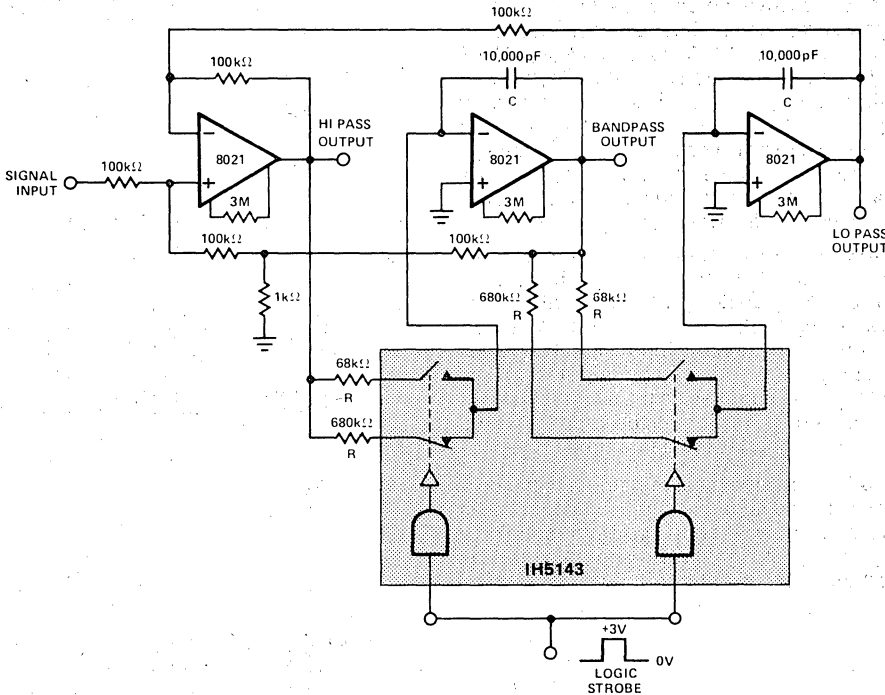 100kΩ
100kΩ
10,000pF
C
10,000pF
C
−
8021
+
3M
HI PASS
OUTPUT
−
8021
+
3M
BANDPASS
OUTPUT
−
8021
+
3M
LO PASS
OUTPUT
SIGNAL
INPUT
100kΩ
100kΩ
100kΩ
1kΩ
680kΩ
R
68kΩ
R
68kΩ
R
680kΩ
R
IH5143
+3V
0V
LOGIC
STROBE